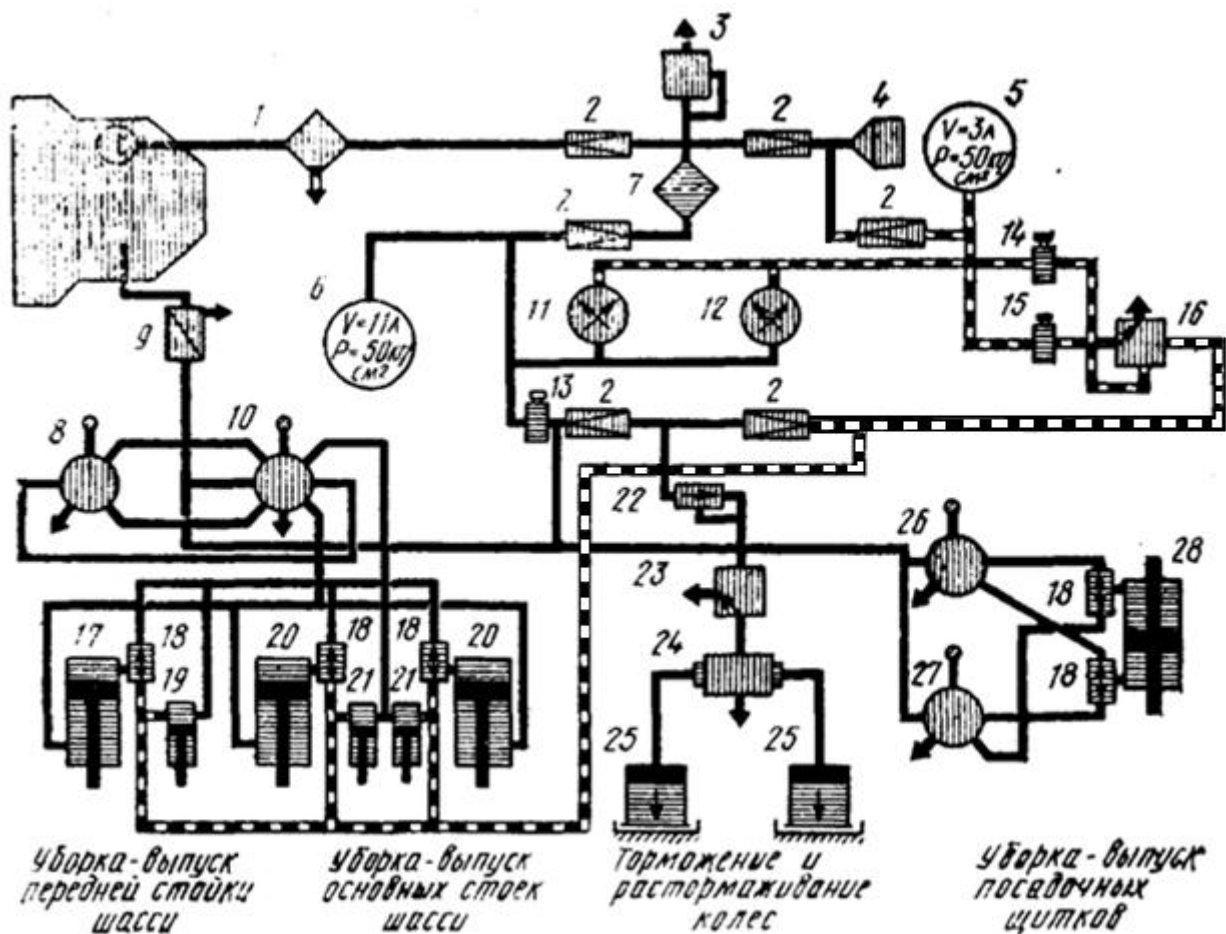 3
1
2
2
4
5
V=3л
P=50кг
см²
7
2
2
14
6
11
12
15
16
9
V=11л
P=50кг
см²
13
2
2
8
10
22
26
28
23
18
17
18
20
18
18
20
24
27
18
19
21
21
25
25
Уборка-выпуск
передней стойки
шасси
Уборка-выпуск
основных стоек
шасси
Торможение и
растормаживание
колес
Уборка-выпуск
посадочных
щитков